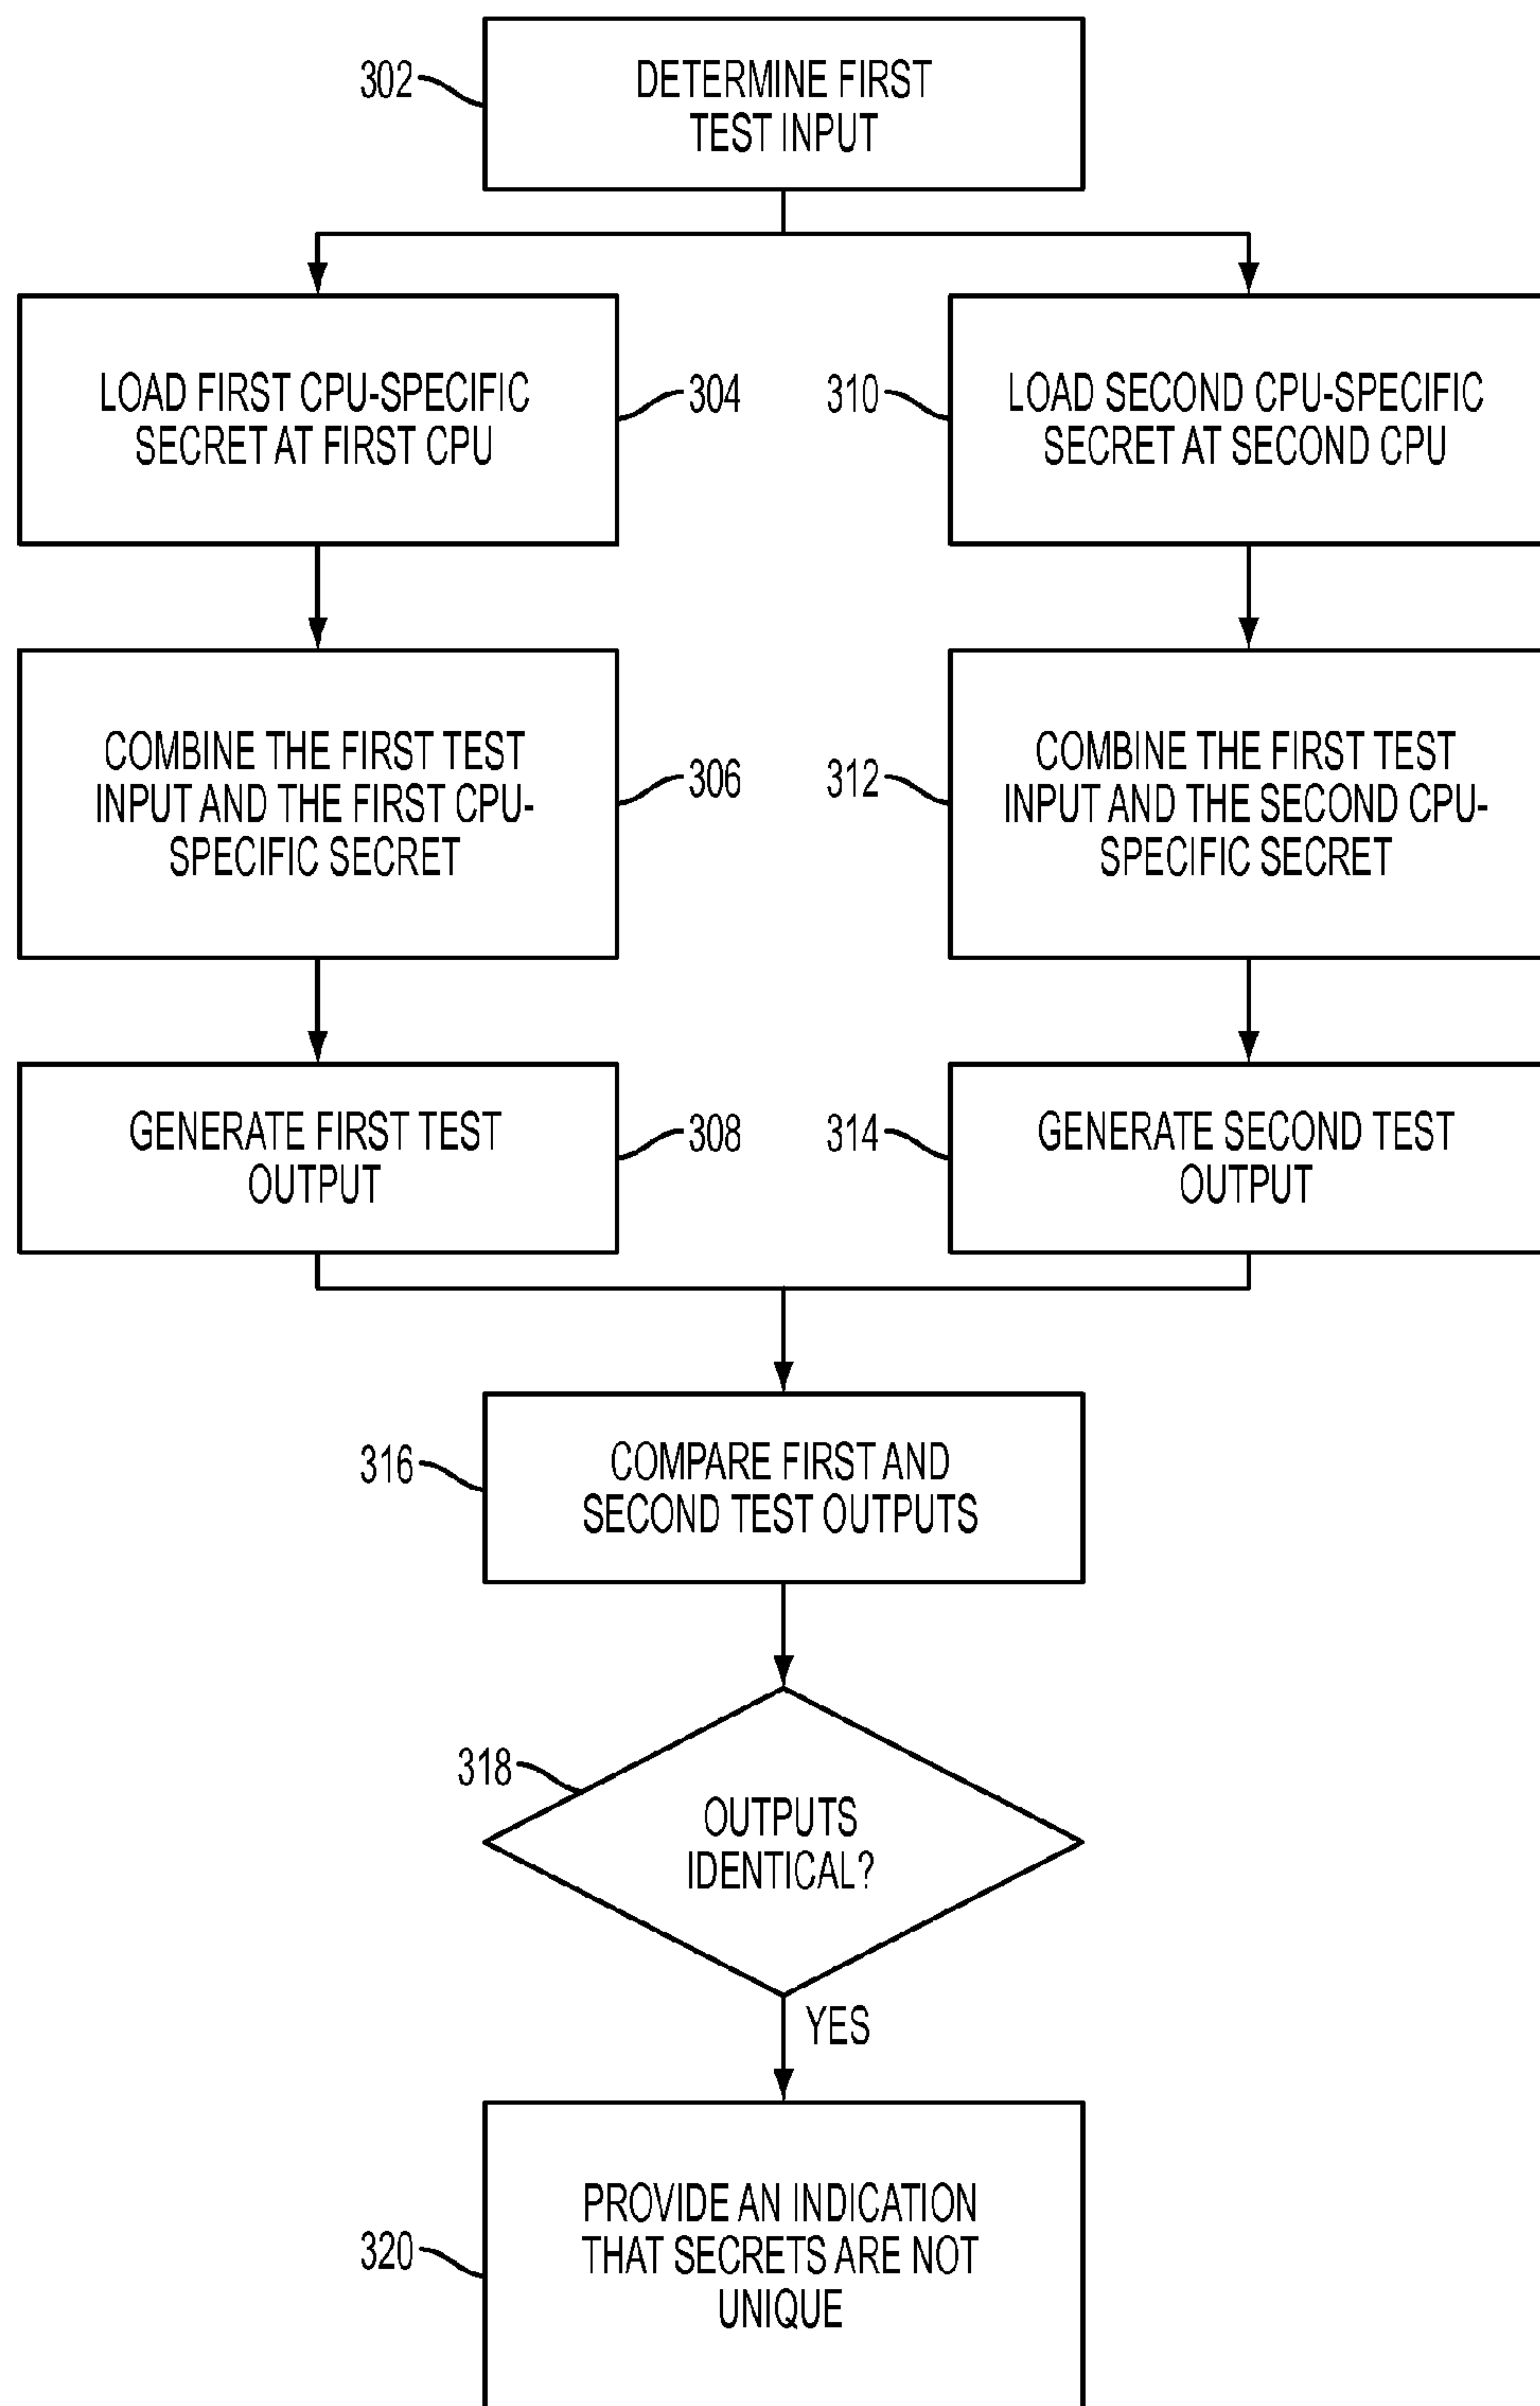 302
DETERMINE FIRST
TEST INPUT
LOAD FIRST CPU-SPECIFIC
SECRET AT FIRST CPU
304
310
LOAD SECOND CPU-SPECIFIC
SECRET AT SECOND CPU
COMBINE THE FIRST TEST
INPUT AND THE FIRST CPU-
SPECIFIC SECRET
306
312
COMBINE THE FIRST TEST
INPUT AND THE SECOND CPU-
SPECIFIC SECRET
GENERATE FIRST TEST
OUTPUT
308
314
GENERATE SECOND TEST
OUTPUT
316
COMPARE FIRST AND
SECOND TEST OUTPUTS
318
OUTPUTS
IDENTICAL?
YES
320
PROVIDE AN INDICATION
THAT SECRETS ARE NOT
UNIQUE